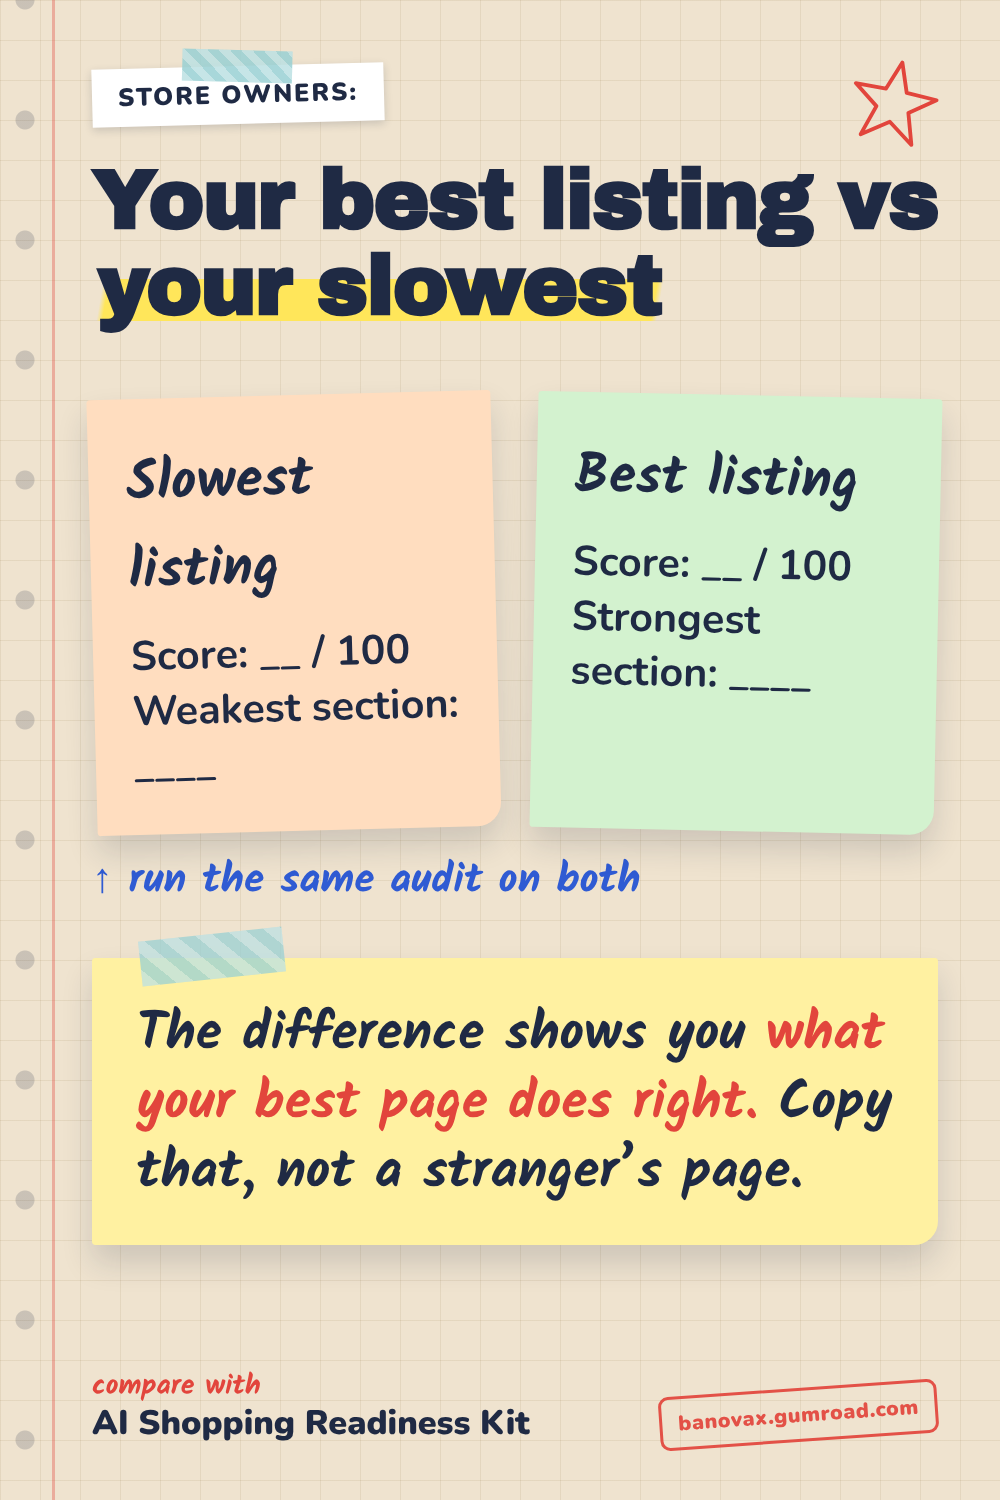 STORE OWNERS:
Your best listing vs
your slowest
Slowest
listing
Score: __ / 100
Weakest section:
____
Best listing
Score: __ / 100
Strongest
section: ____
↑ run the same audit on both
The difference shows you what
your best page does right. Copy
that, not a stranger’s page.
compare with
AI Shopping Readiness Kit
banovax.gumroad.com